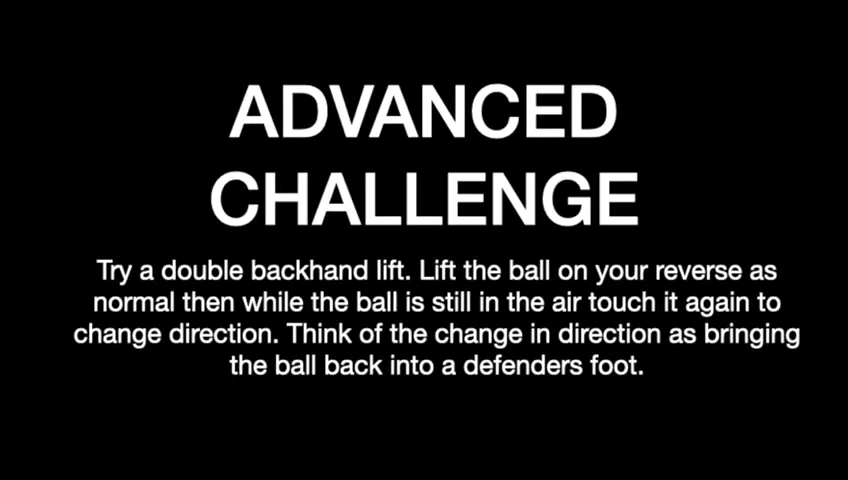 ADVANCED
CHALLENGE
Try a double backhand lift. Lift the ball on your reverse as
normal then while the ball is still in the air touch it again to
change direction. Think of the change in direction as bringing
the ball back into a defenders foot.